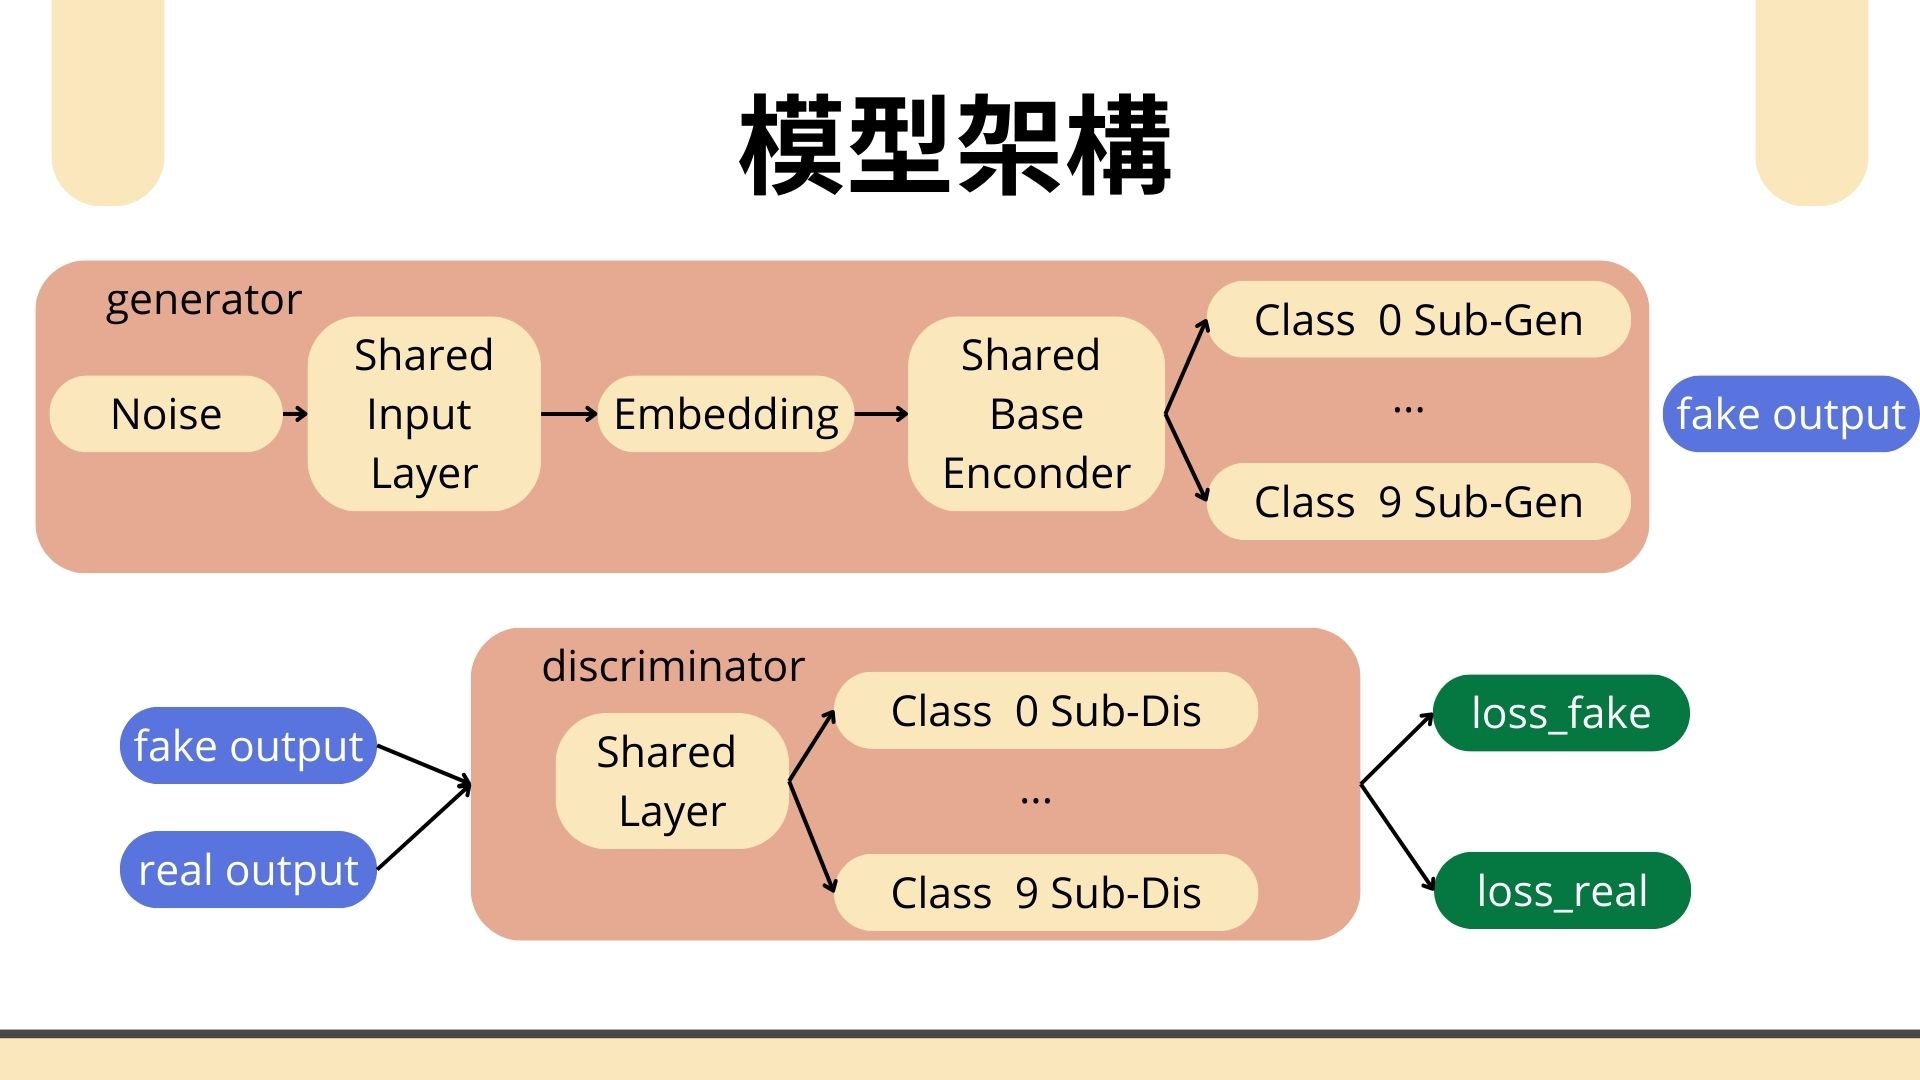 模型架構
generator
Noise
Shared
Input
Layer
Embedding
Shared
Base
Enconder
Class 0 Sub-Gen
...
Class 9 Sub-Gen
fake output
discriminator
fake output
real output
Shared
Layer
Class 0 Sub-Dis
...
Class 9 Sub-Dis
loss_fake
loss_real